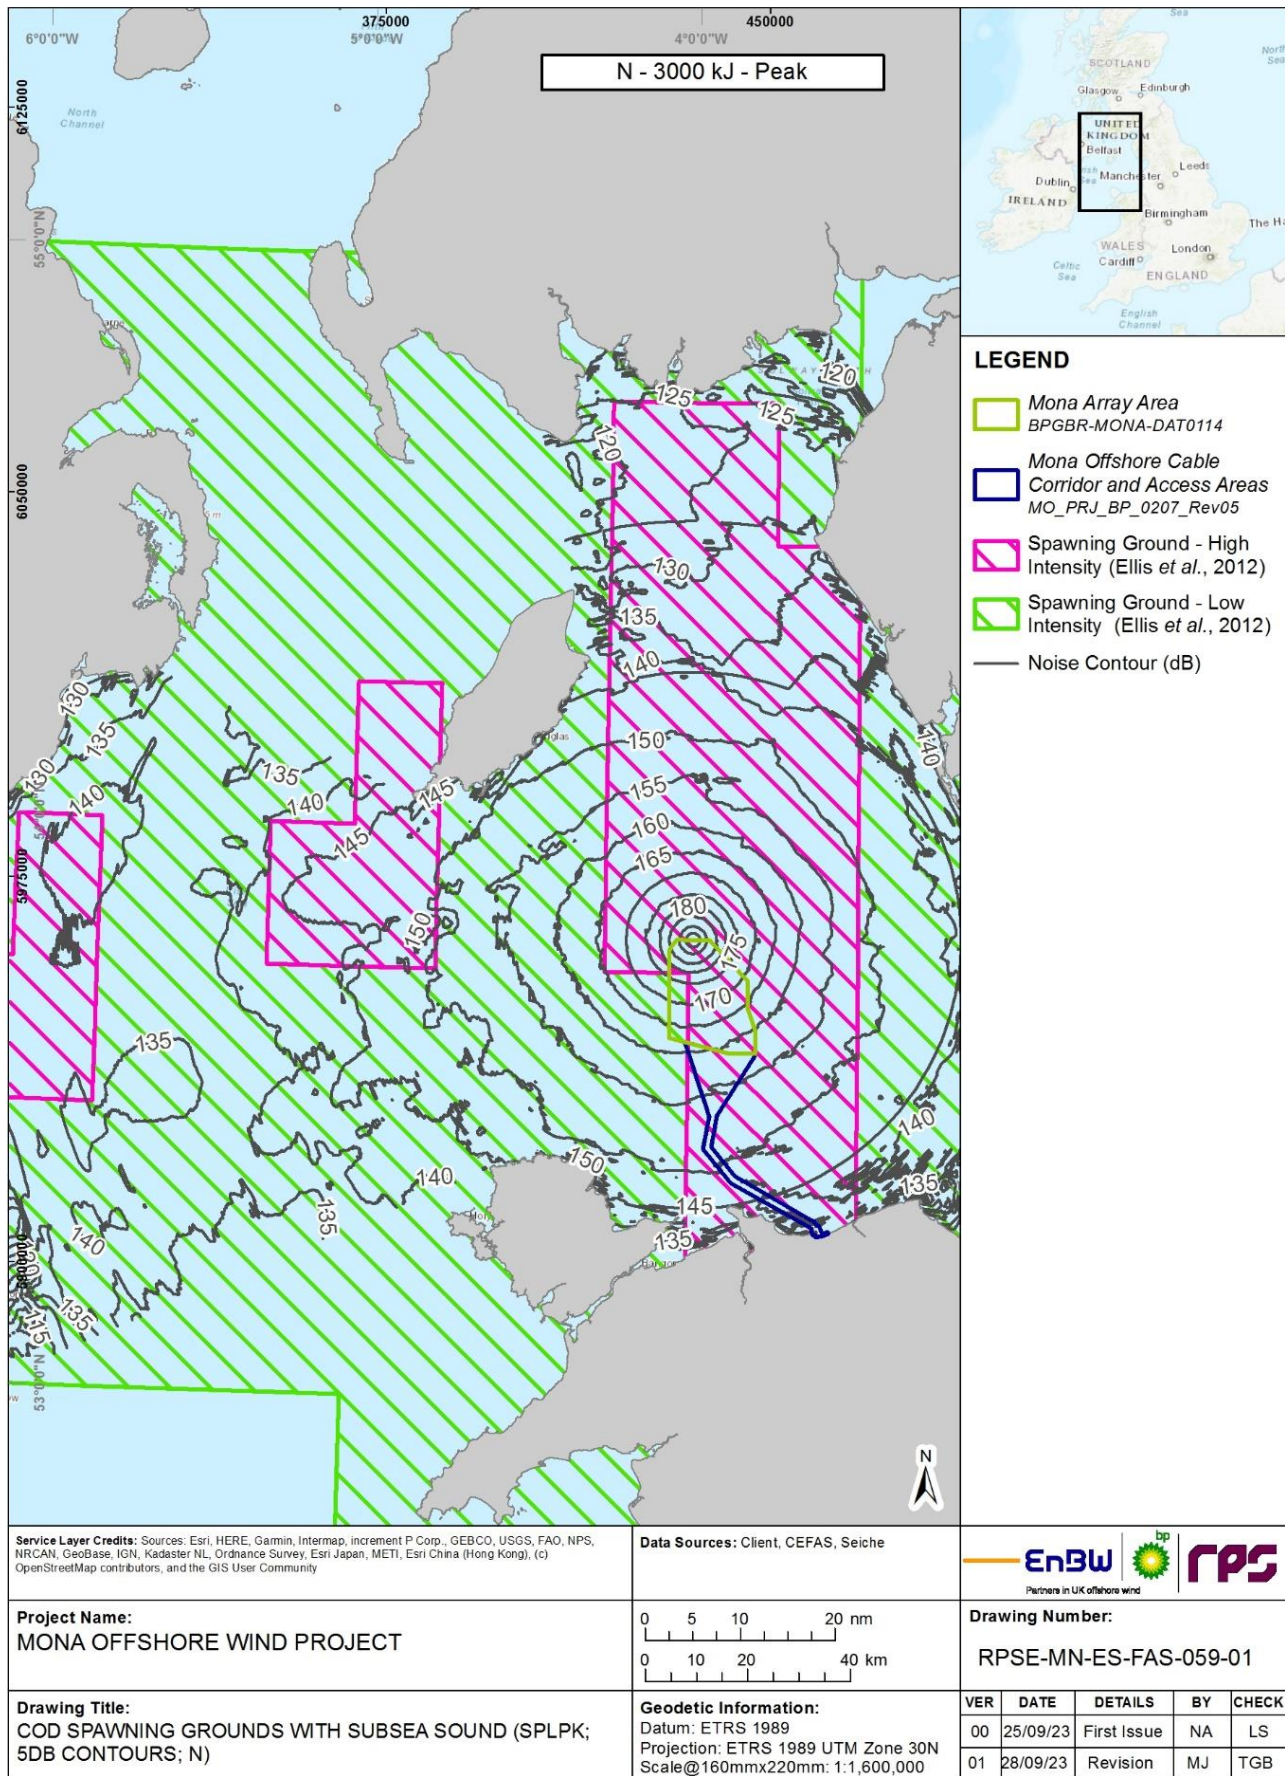 375000
450000
6°0'0"W
5°0'0"W
4°0'0"W
N - 3000 kJ - Peak
6125000
North
Channel
55°0'0"N
120
125
125
120
6050000
130
135
140
150
155
160
165
180
175
170
130
135
130
140
135
140
145
145
150
140
5975000
135
140
150
140
135
145
135
135
140
120
135
115
53°0'0"N
N
SCOTLAND
Glasgow
Edinburgh
UNITED
KINGDOM
Belfast
Leeds
Dublin
Manchester
IRELAND
Birmingham
WALES
Cardiff
London
ENGLAND
Celtic
Sea
English
Channel
LEGEND
Mona Array Area
BPGBR-MONA-DAT0114
Mona Offshore Cable
Corridor and Access Areas
MO_PRJ_BP_0207_Rev05
Spawning Ground - High
Intensity (Ellis et al., 2012)
Spawning Ground - Low
Intensity (Ellis et al., 2012)
Noise Contour (dB)
Service Layer Credits: Sources: Esri, HERE, Garmin, Intermap, increment P Corp., GEBCO, USGS, FAO, NPS,
NRCAN, GeoBase, IGN, Kadaster NL, Ordnance Survey, Esri Japan, METI, Esri China (Hong Kong), (c)
OpenStreetMap contributors, and the GIS User Community
Data Sources: Client, CEFAS, Seiche
EnBW
bp
rps
Partners in UK offshore wind
Project Name:
MONA OFFSHORE WIND PROJECT
0 5 10 20 nm
0 10 20 40 km
Drawing Number:
RPSE-MN-ES-FAS-059-01
Drawing Title:
COD SPAWNING GROUNDS WITH SUBSEA SOUND (SPLPK;
5DB CONTOURS; N)
Geodetic Information:
Datum: ETRS 1989
Projection: ETRS 1989 UTM Zone 30N
Scale@160mmx220mm: 1:1,600,000
VER DATE DETAILS BY CHECK
00 25/09/23 First Issue NA LS
01 28/09/23 Revision MJ TGB